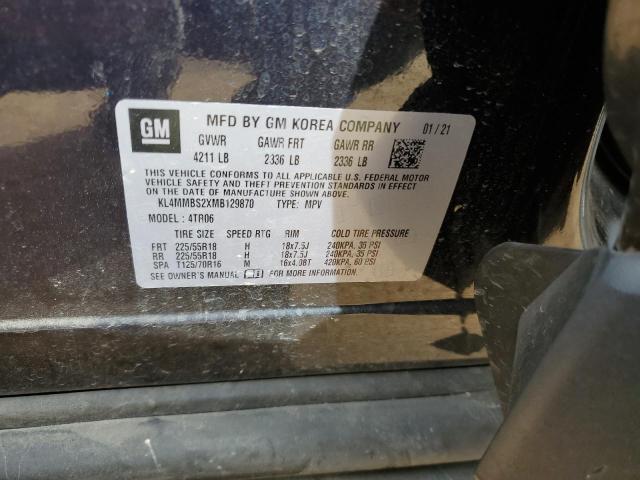 GM
MFD BY GM KOREA COMPANY 01/21
GVWR GAWR FRT GAWR RR
4211 LB 2336 LB 2336 LB
THIS VEHICLE CONFORMS TO ALL APPLICABLE U.S. FEDERAL MOTOR
VEHICLE SAFETY AND THEFT PREVENTION STANDARDS IN EFFECT
ON THE DATE OF MANUFACTURE SHOWN ABOVE.
KL4MMBS2XMB129870 TYPE: MPV
MODEL: 4TR06
TIRE SIZE SPEED RTG RIM COLD TIRE PRESSURE
FRT 225/55R18 H 18x7.5J 240KPA, 35 PSI
RR 225/55R18 H 18x7.5J 240KPA, 35 PSI
SPA T125/70R16 M 16x4.0BT 420KPA, 60 PSI
SEE OWNER'S MANUAL